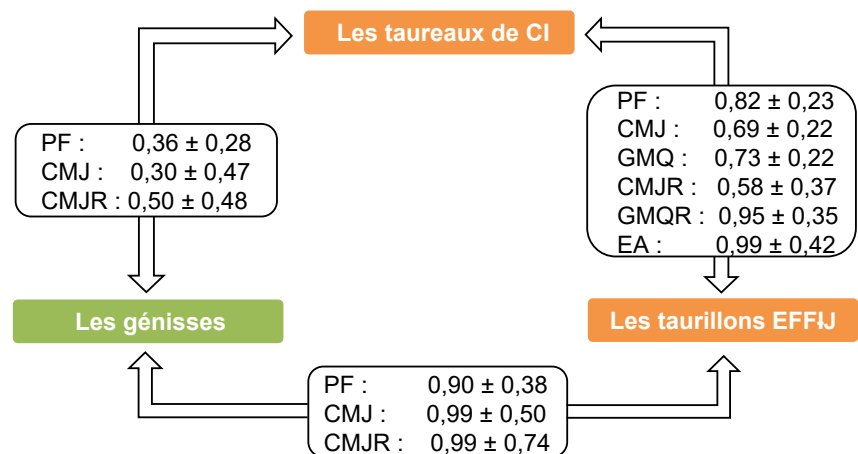 Les taureaux de CI
PF : 0,36 ± 0,28
CMJ : 0,30 ± 0,47
CMJR : 0,50 ± 0,48
PF : 0,82 ± 0,23
CMJ : 0,69 ± 0,22
GMQ : 0,73 ± 0,22
CMJR : 0,58 ± 0,37
GMQR : 0,95 ± 0,35
EA : 0,99 ± 0,42
Les génisses
Les taurillons EFFIJ
PF : 0,90 ± 0,38
CMJ : 0,99 ± 0,50
CMJR : 0,99 ± 0,74